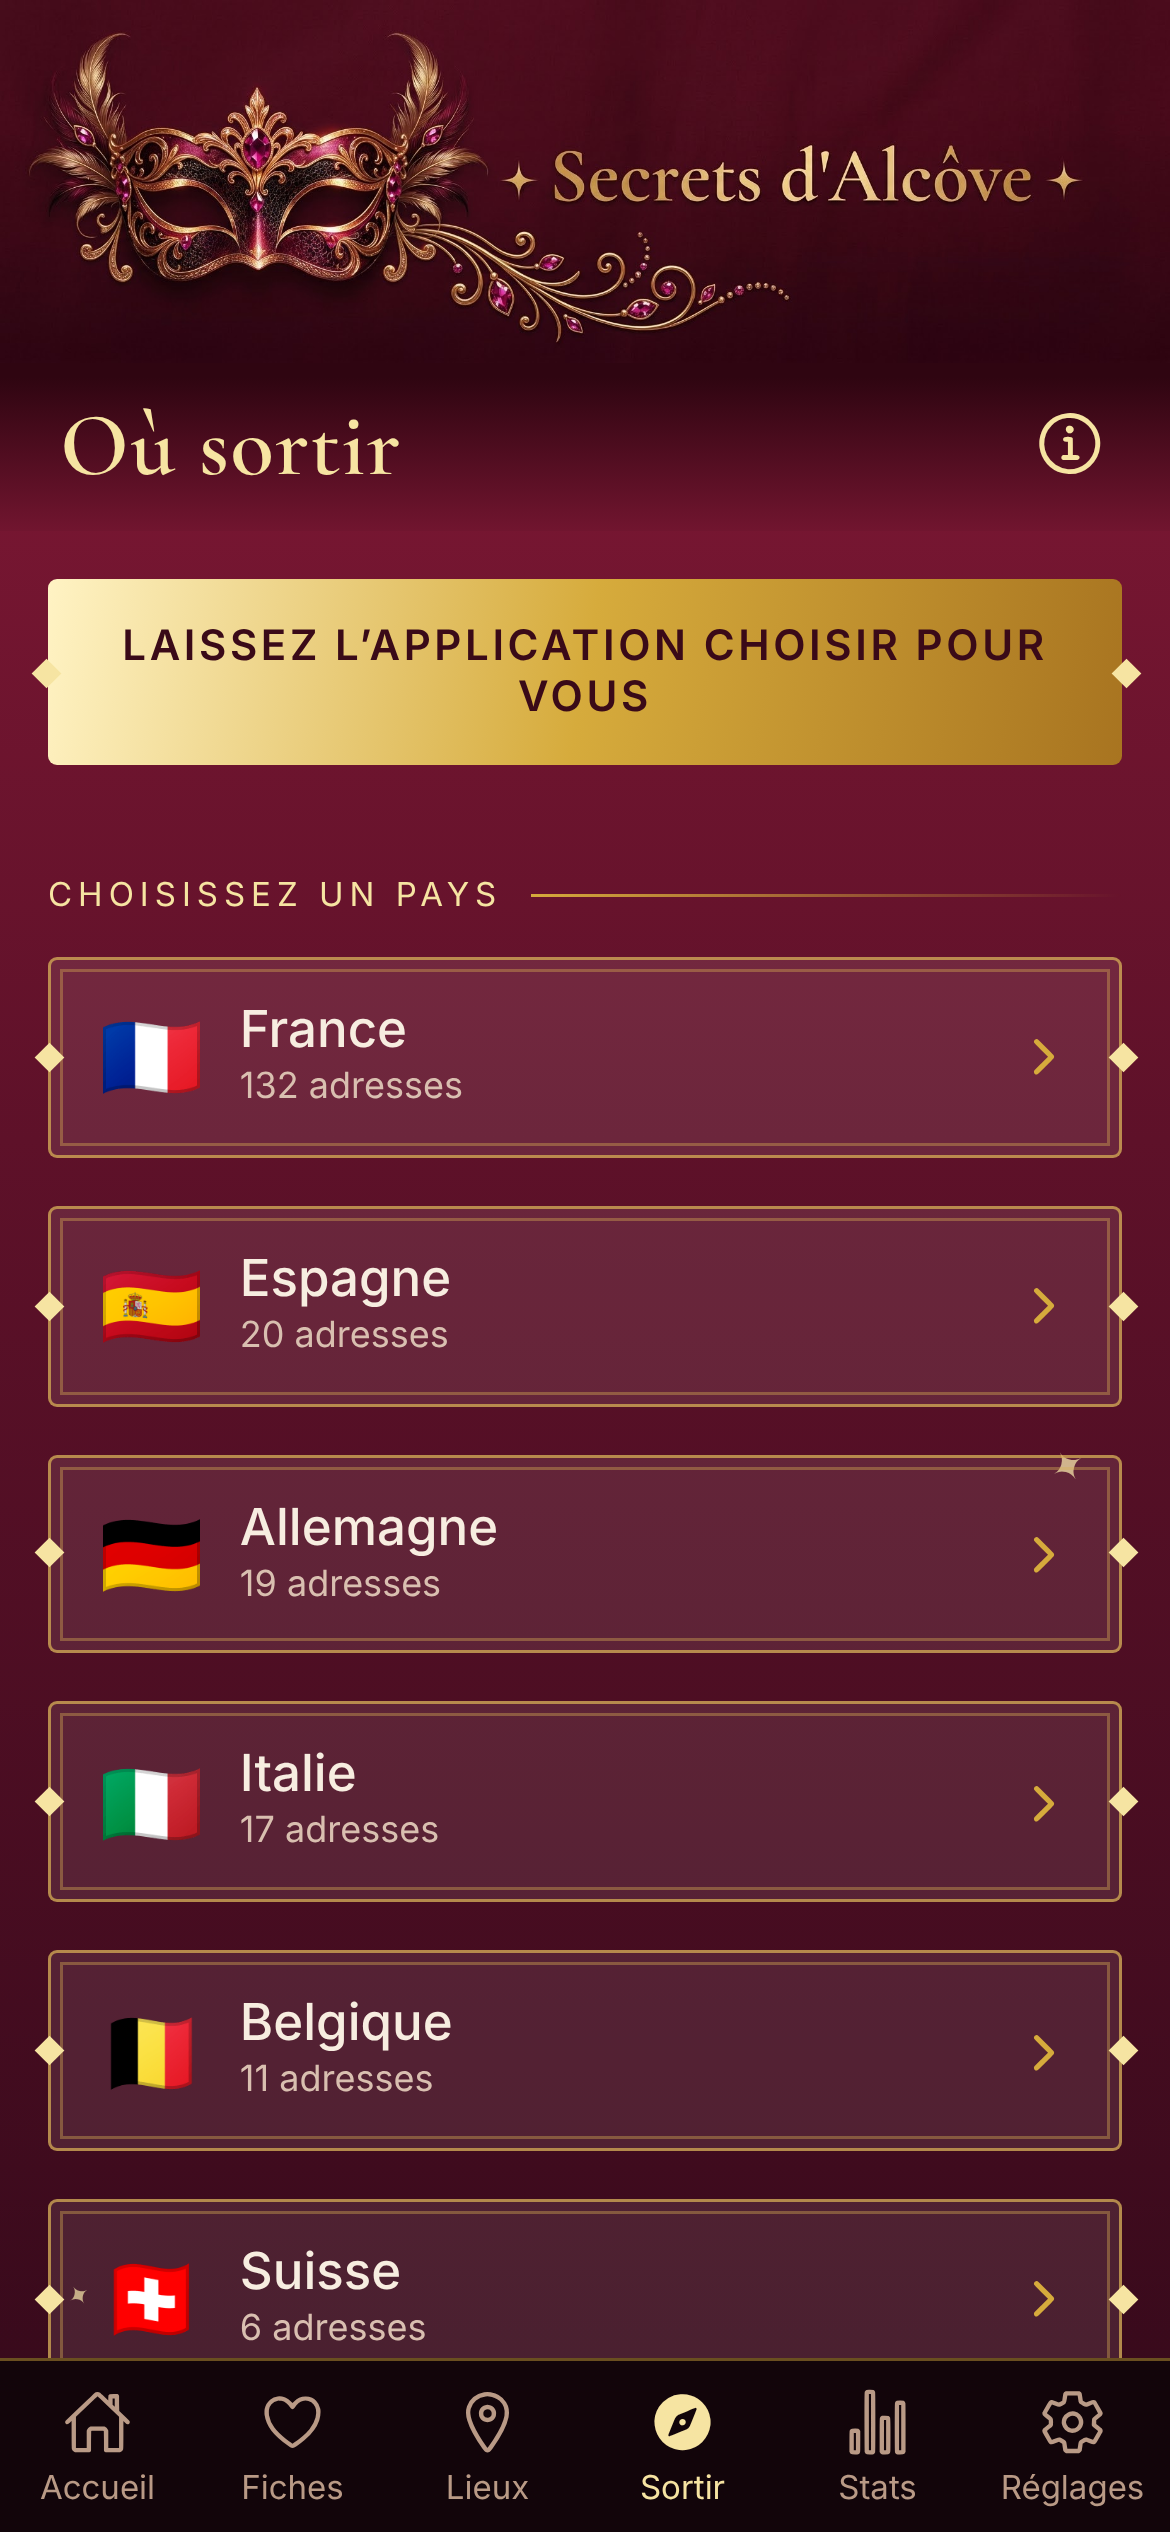 Secrets d'Alcôve
Où sortir
LAISSEZ L’APPLICATION CHOISIR POUR
VOUS
CHOISISSEZ UN PAYS
France
132 adresses
Espagne
20 adresses
Allemagne
19 adresses
Italie
17 adresses
Belgique
11 adresses
Suisse
6 adresses
Accueil
Fiches
Lieux
Sortir
Stats
Réglages